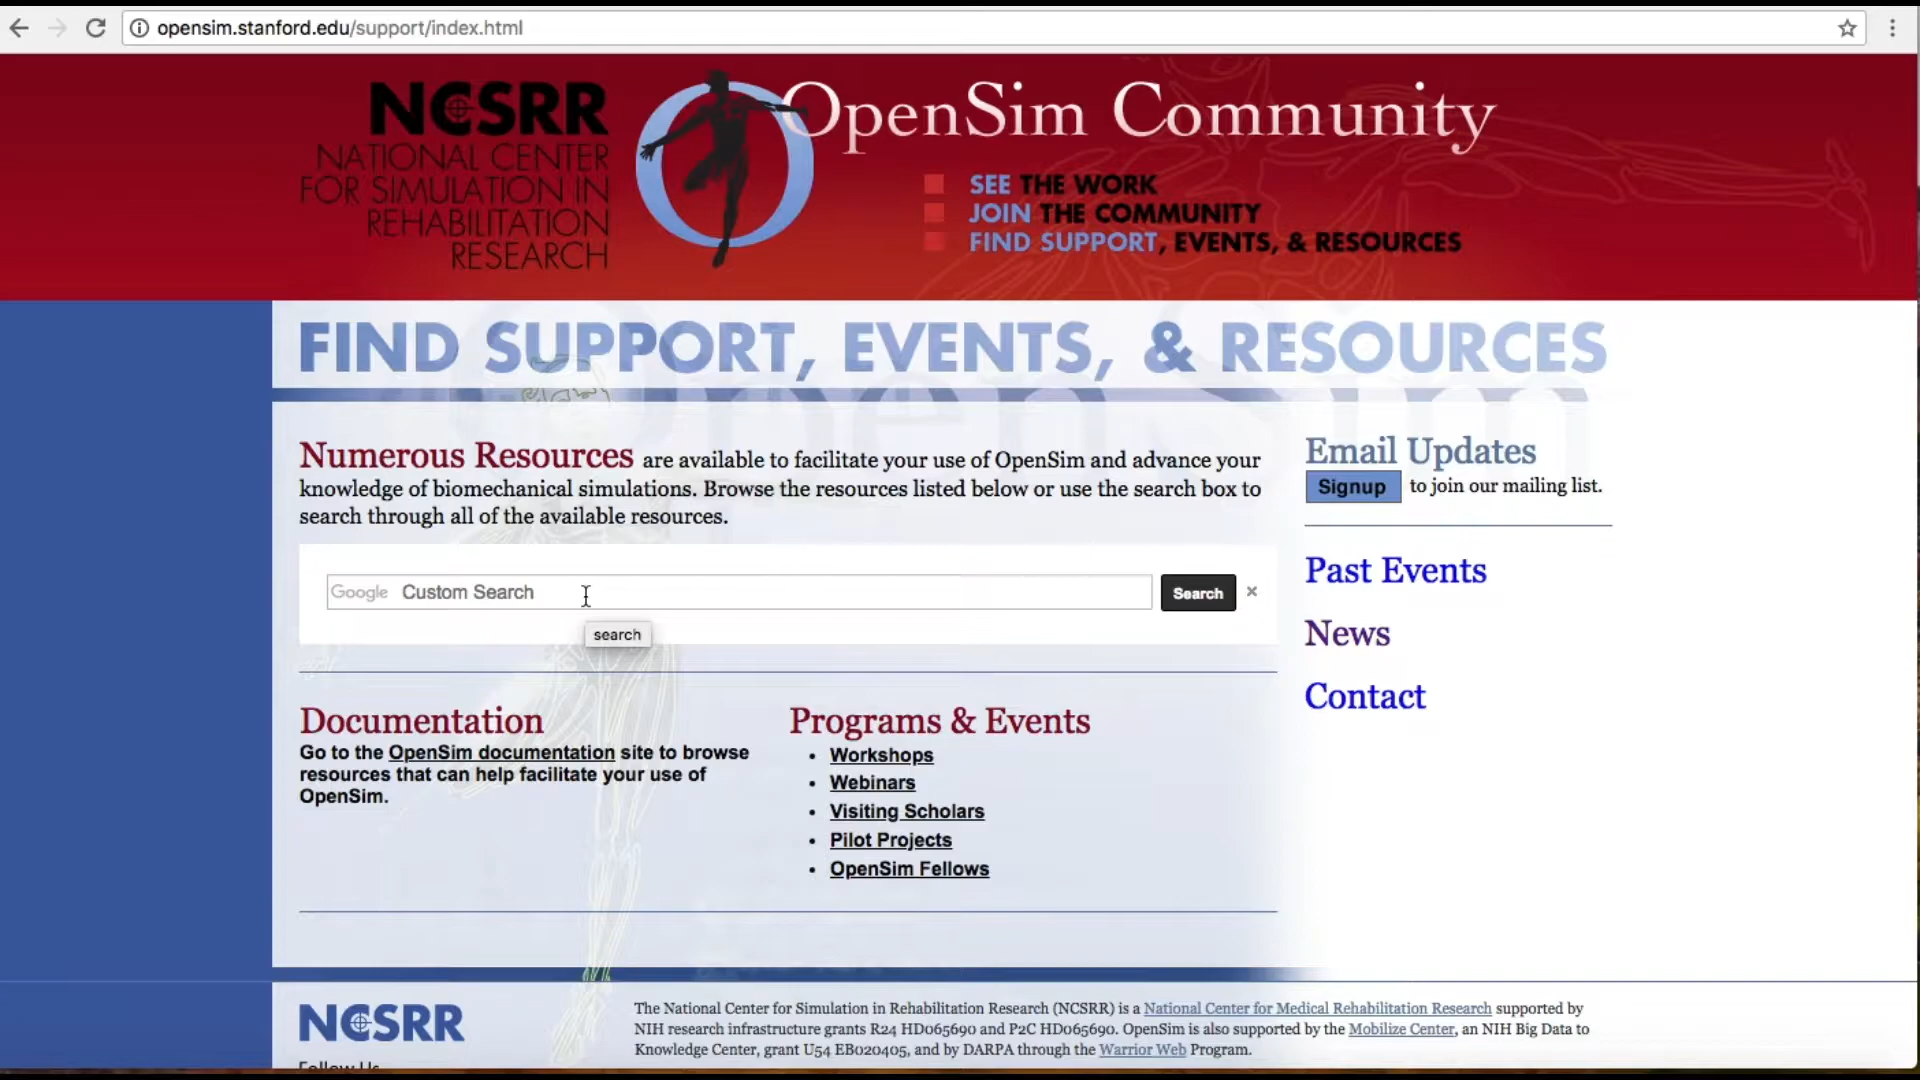 opensim.stanford.edu/support/index.html
NCSRR
NATIONAL CENTER
FOR SIMULATION IN
REHABILITATION
RESEARCH
OpenSim Community
SEE THE WORK
JOIN THE COMMUNITY
FIND SUPPORT, EVENTS, & RESOURCES
FIND SUPPORT, EVENTS, & RESOURCES
OpenSim
Numerous Resources are available to facilitate your use of OpenSim and advance your
knowledge of biomechanical simulations. Browse the resources listed below or use the search box to
search through all of the available resources.
Google Custom Search
Search
×
search
Documentation
Go to the OpenSim documentation site to browse
resources that can help facilitate your use of
OpenSim.
Programs & Events
• Workshops
• Webinars
• Visiting Scholars
• Pilot Projects
• OpenSim Fellows
Email Updates
Signup to join our mailing list.
Past Events
News
Contact
NCSRR
Follow Us
The National Center for Simulation in Rehabilitation Research (NCSRR) is a National Center for Medical Rehabilitation Research supported by
NIH research infrastructure grants R24 HD065690 and P2C HD065690. OpenSim is also supported by the Mobilize Center, an NIH Big Data to
Knowledge Center, grant U54 EB020405, and by DARPA through the Warrior Web Program.